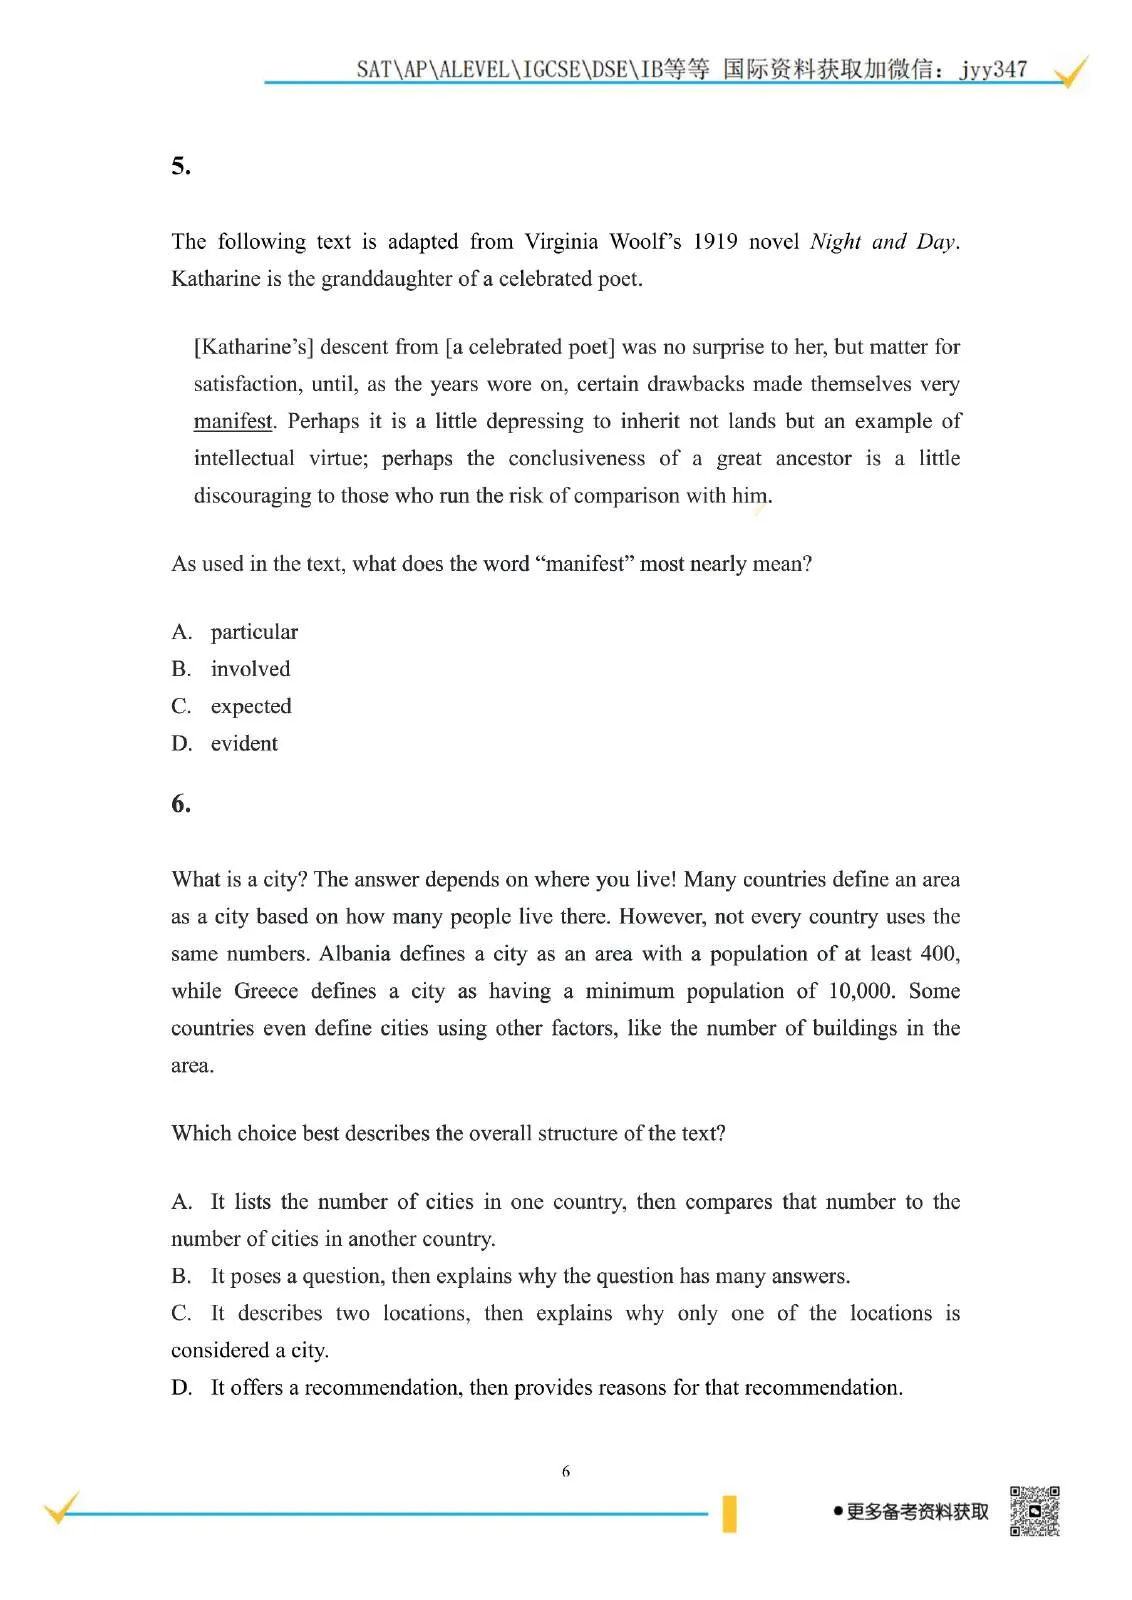 SAT\AP\ALEVEL\IGCSE\DSE\IB等等 国际资料获取加微信：jyy347
5.
The following text is adapted from Virginia Woolf’s 1919 novel Night and Day.
Katharine is the granddaughter of a celebrated poet.
[Katharine’s] descent from [a celebrated poet] was no surprise to her, but matter for
satisfaction, until, as the years wore on, certain drawbacks made themselves very
manifest. Perhaps it is a little depressing to inherit not lands but an example of
intellectual virtue; perhaps the conclusiveness of a great ancestor is a little
discouraging to those who run the risk of comparison with him.
As used in the text, what does the word “manifest” most nearly mean?
A. particular
B. involved
C. expected
D. evident
6.
What is a city? The answer depends on where you live! Many countries define an area
as a city based on how many people live there. However, not every country uses the
same numbers. Albania defines a city as an area with a population of at least 400,
while Greece defines a city as having a minimum population of 10,000. Some
countries even define cities using other factors, like the number of buildings in the
area.
Which choice best describes the overall structure of the text?
A. It lists the number of cities in one country, then compares that number to the
number of cities in another country.
B. It poses a question, then explains why the question has many answers.
C. It describes two locations, then explains why only one of the locations is
considered a city.
D. It offers a recommendation, then provides reasons for that recommendation.
6
●更多备考资料获取